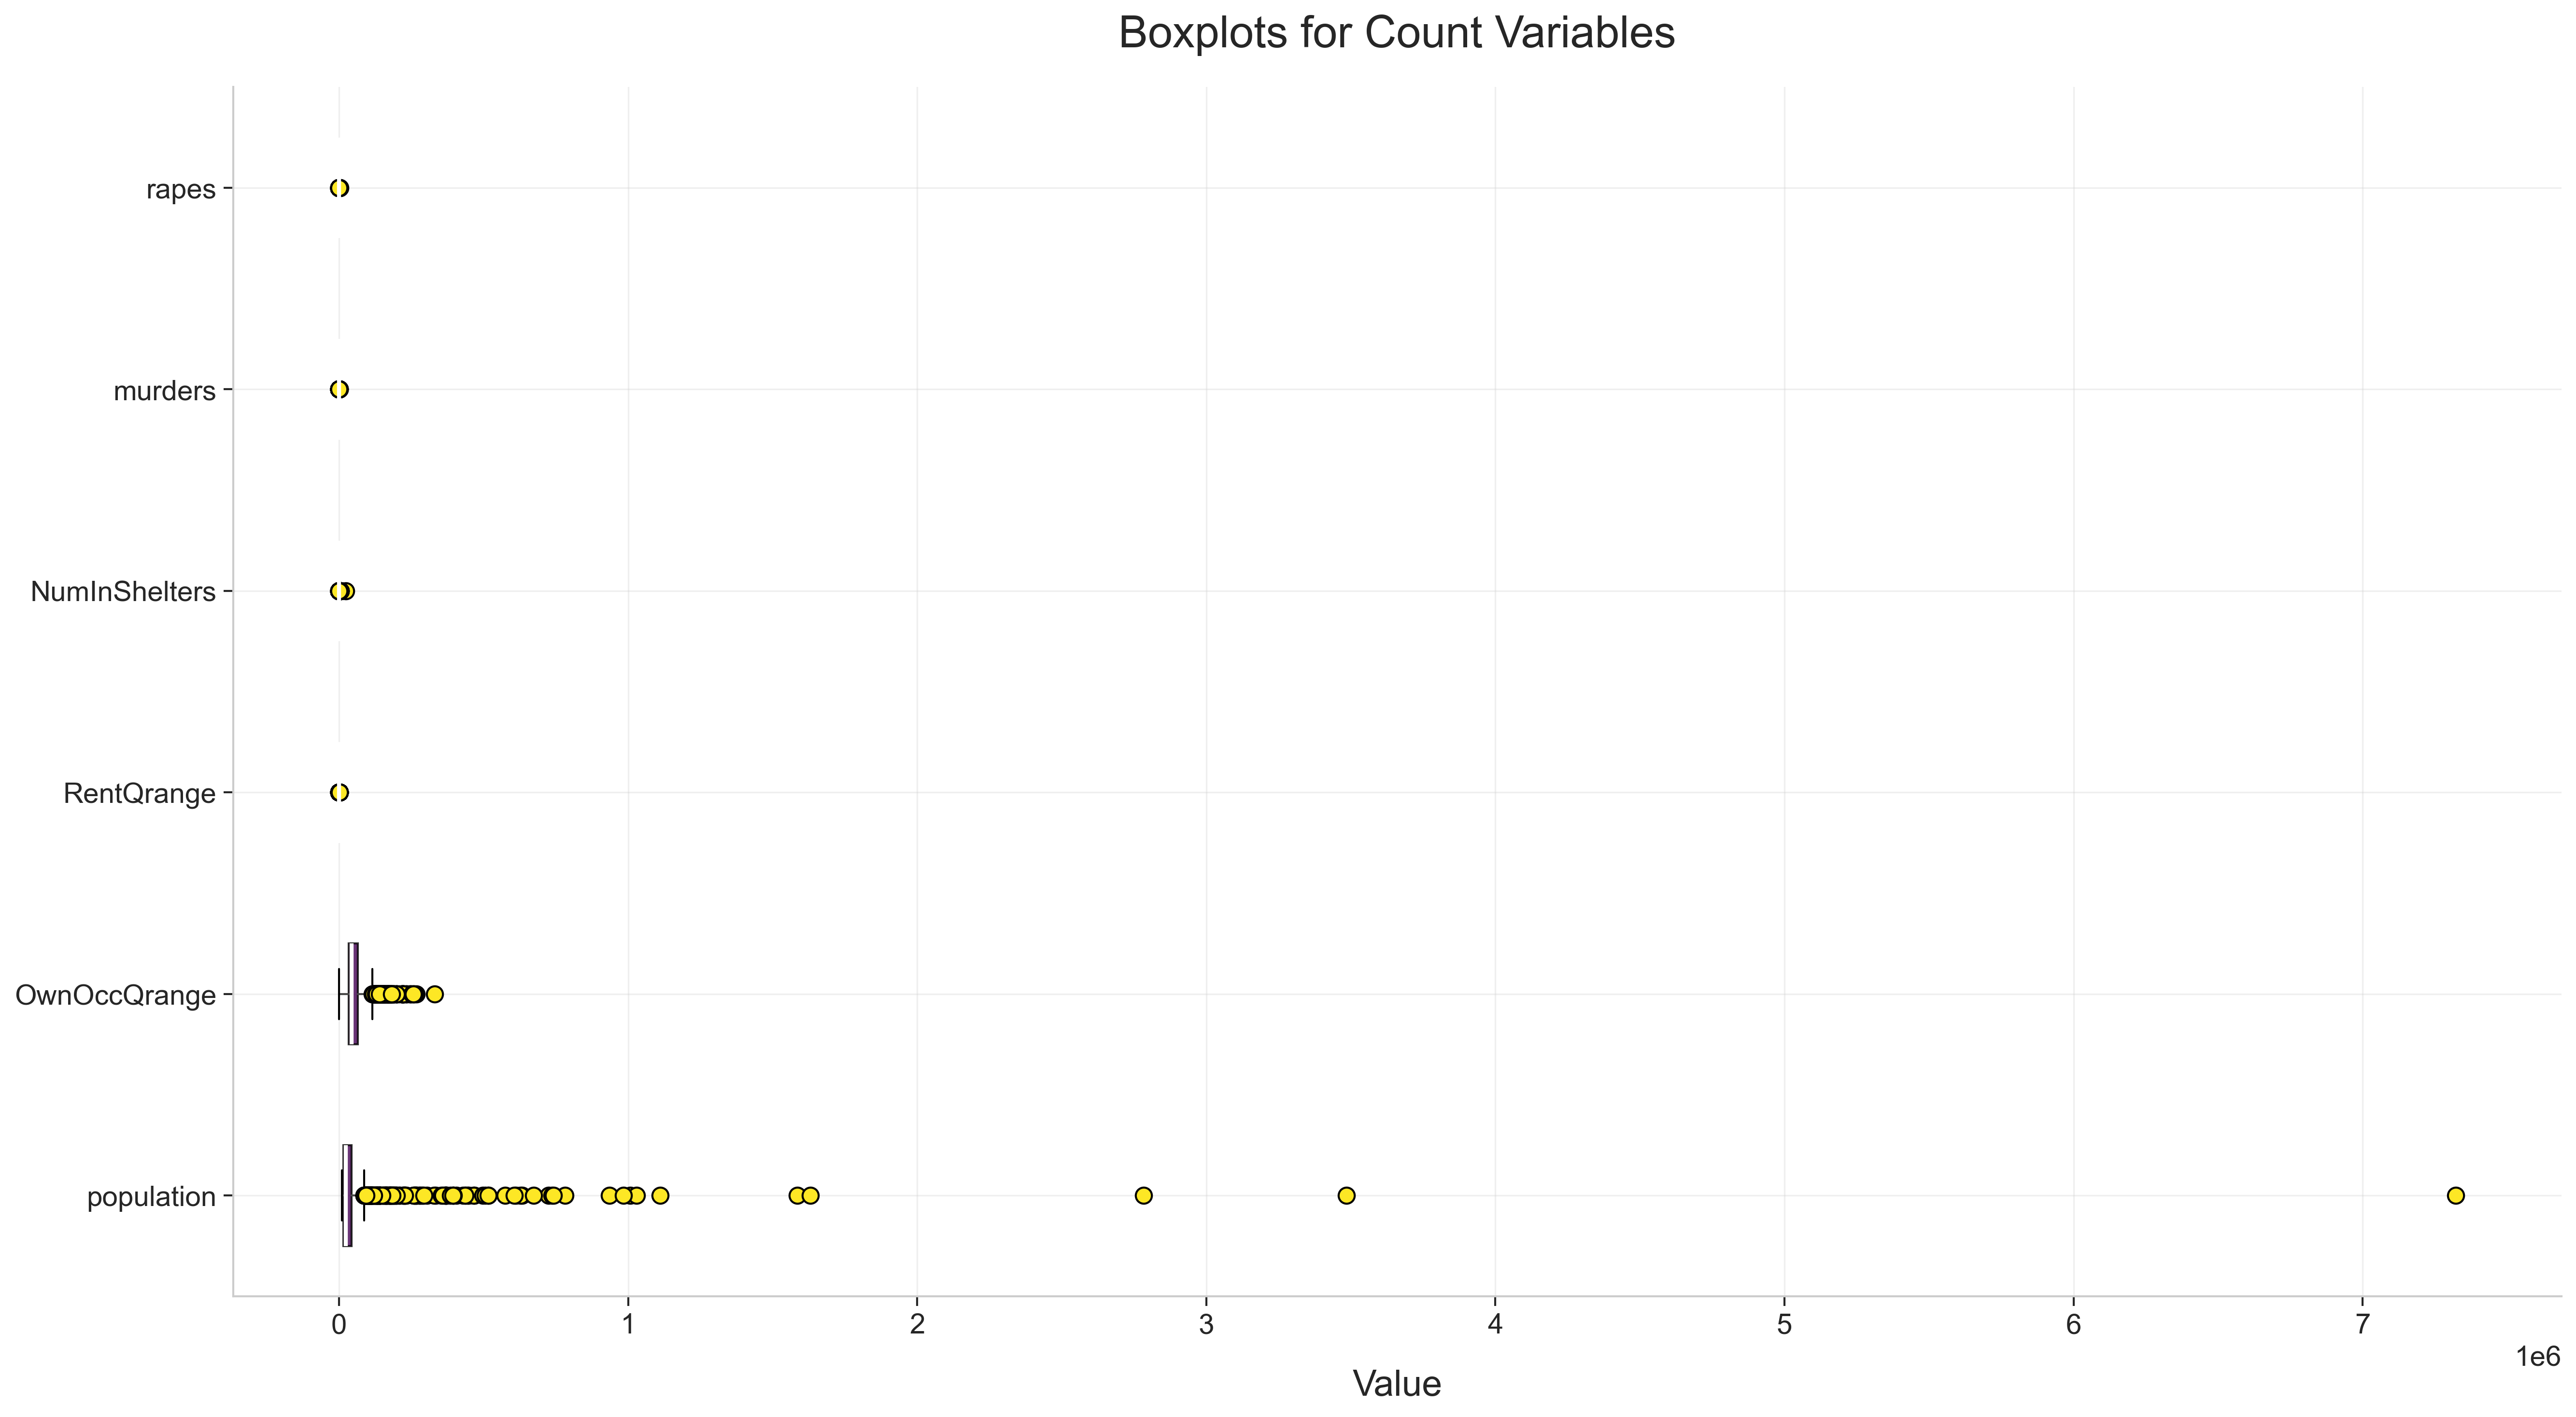 Boxplots for Count Variables
rapes
murders
NumInShelters
RentQrange
OwnOccQrange
population
0 1 2 3 4 5 6 7
1e6
Value